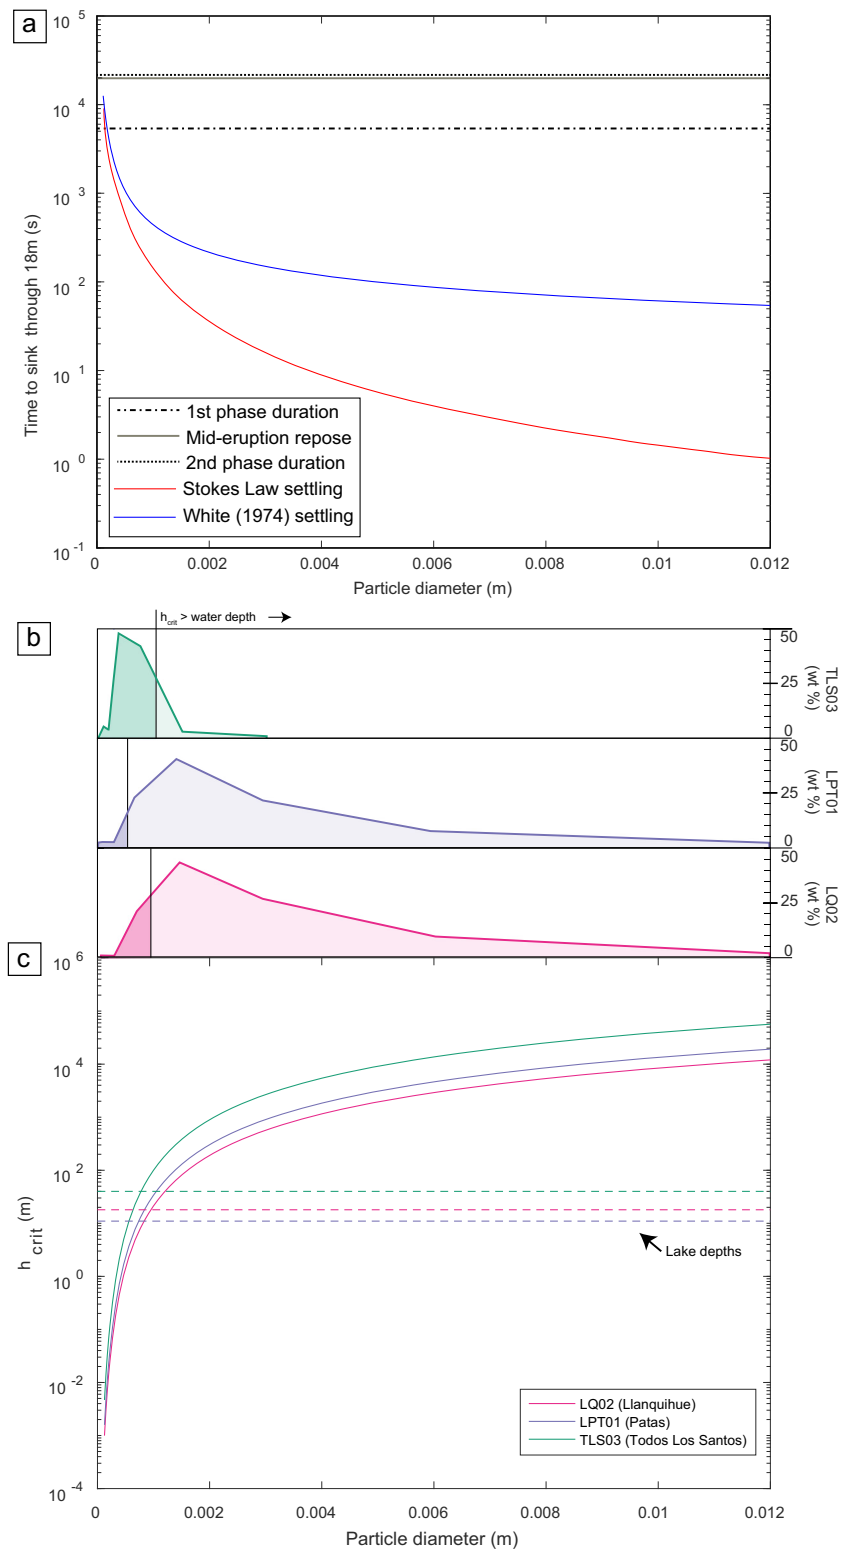 a
10 5
10 4
10 3
10 2
10 1
10 0
10 -1
Time to sink through 18m (s)
1st phase duration
Mid-eruption repose
2nd phase duration
Stokes Law settling
White (1974) settling
0 0.002 0.004 0.006 0.008 0.01 0.012
Particle diameter (m)
b
hcrit > water depth
50
25
0
TLS03
(wt %)
50
25
0
LPT01
(wt %)
50
25
0
LQ02
(wt %)
c
10 6
10 4
10 2
10 0
10 -2
10 -4
h crit (m)
Lake depths
LQ02 (Llanquihue)
LPT01 (Patas)
TLS03 (Todos Los Santos)
0 0.002 0.004 0.006 0.008 0.01 0.012
Particle diameter (m)